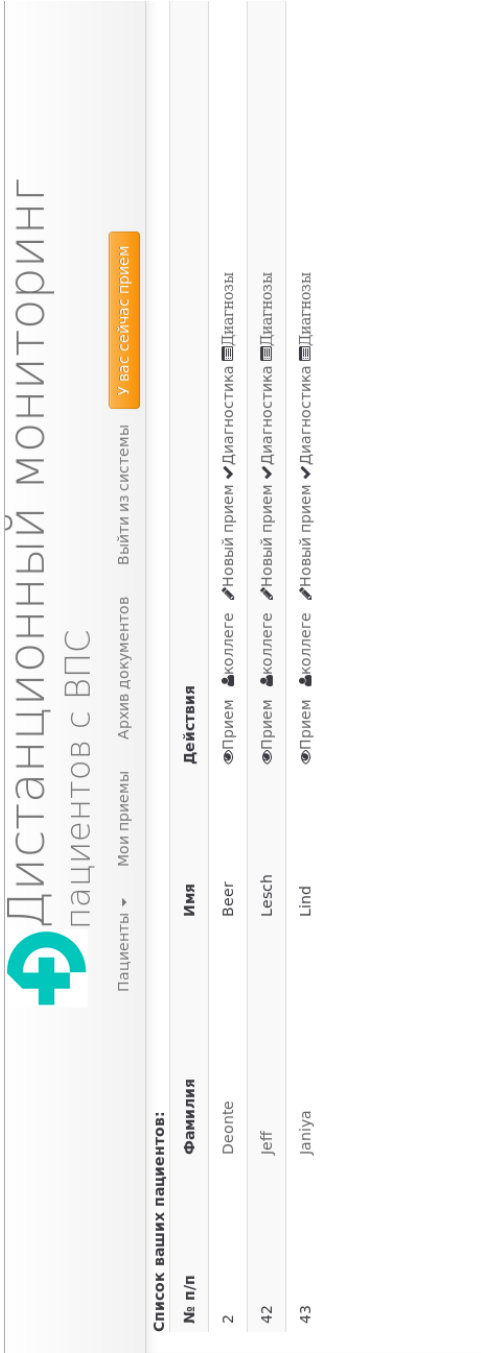 Дистанционный мониторинг
пациентов с ВПС
Пациенты Мои приемы Архив документов Выйти из системы У вас сейчас прием
Список ваших пациентов:
№ п/п Фамилия Имя Действия
2 Deonte Beer Прием коллеге Новый прием Диагностика Диагнозы
42 Jeff Lesch Прием коллеге Новый прием Диагностика Диагнозы
43 Janiya Lind Прием коллеге Новый прием Диагностика Диагнозы